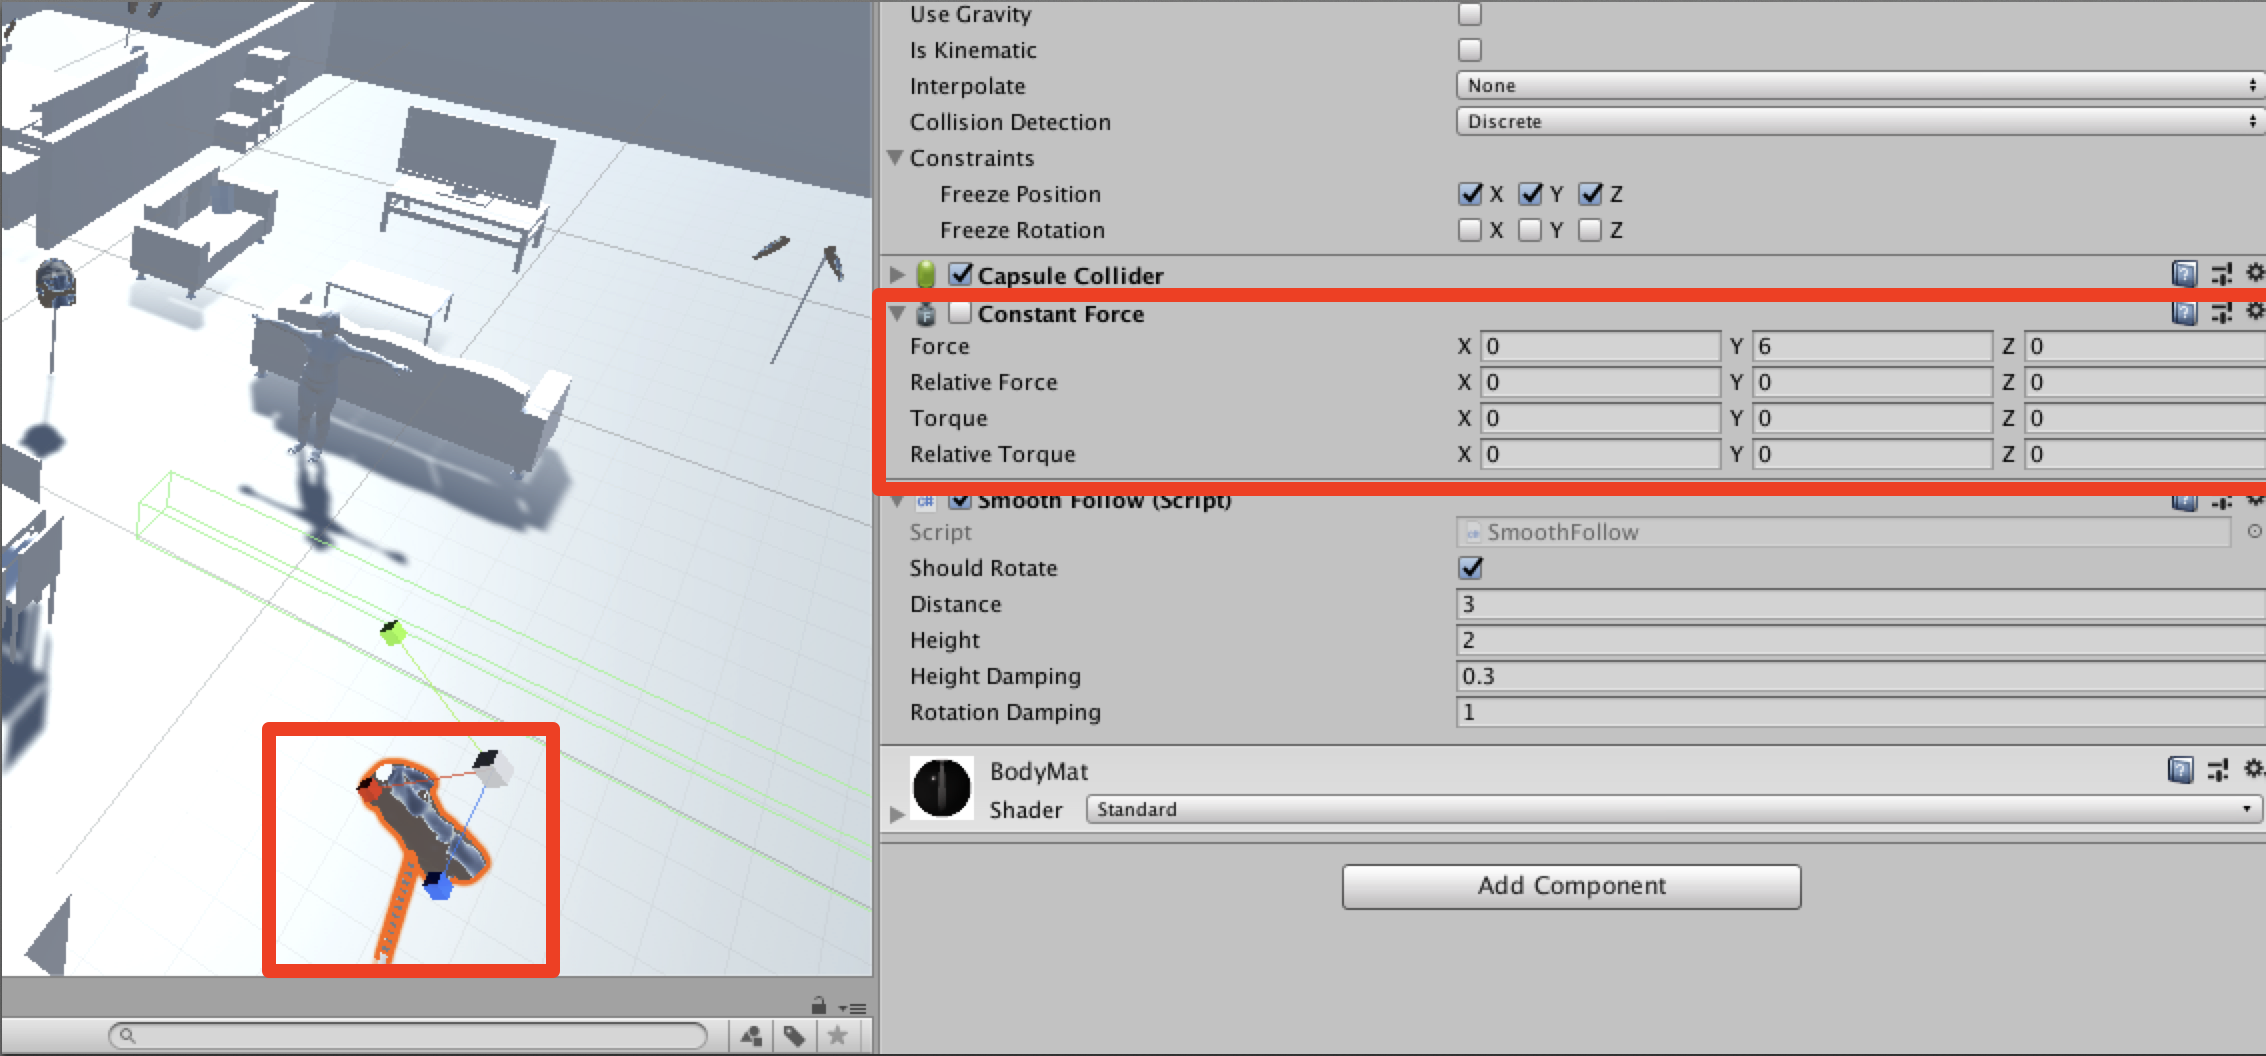 Use Gravity
Is Kinematic
Interpolate None
Collision Detection Discrete
Constraints
Freeze Position X Y Z
Freeze Rotation X Y Z
Capsule Collider
Constant Force
Force X 0 Y 6 Z 0
Relative Force X 0 Y 0 Z 0
Torque X 0 Y 0 Z 0
Relative Torque X 0 Y 0 Z 0
C# Smooth Follow (Script)
Script SmoothFollow
Should Rotate
Distance 3
Height 2
Height Damping 0.3
Rotation Damping 1
BodyMat
Shader Standard
Add Component